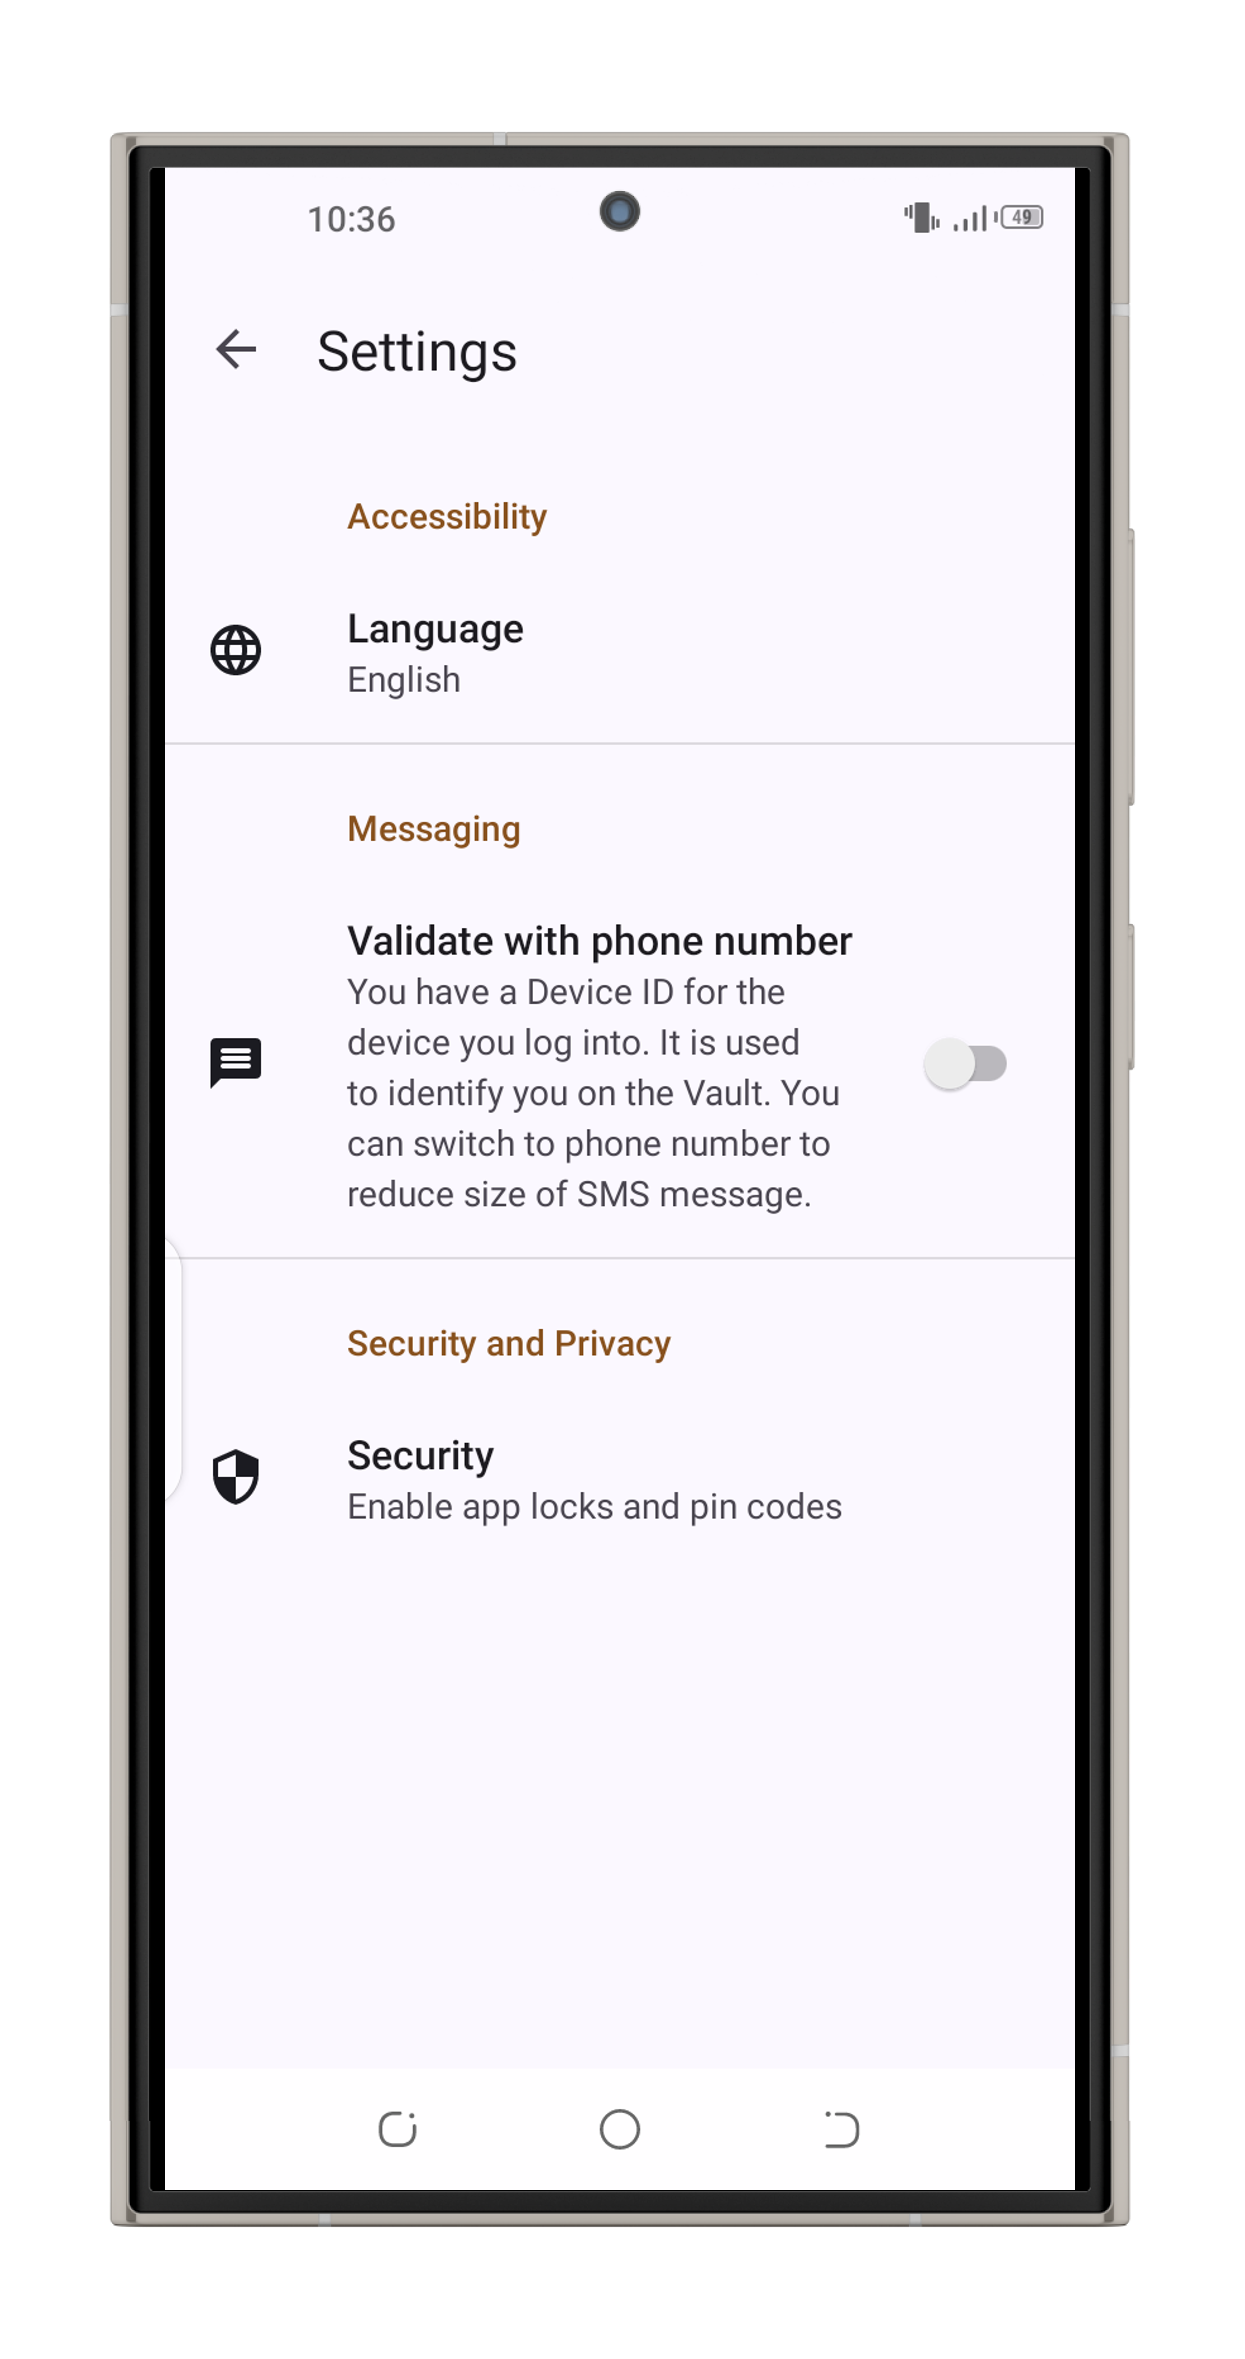 10:36
49
Settings
Accessibility
Language
English
Messaging
Validate with phone number
You have a Device ID for the
device you log into. It is used
to identify you on the Vault. You
can switch to phone number to
reduce size of SMS message.
Security and Privacy
Security
Enable app locks and pin codes